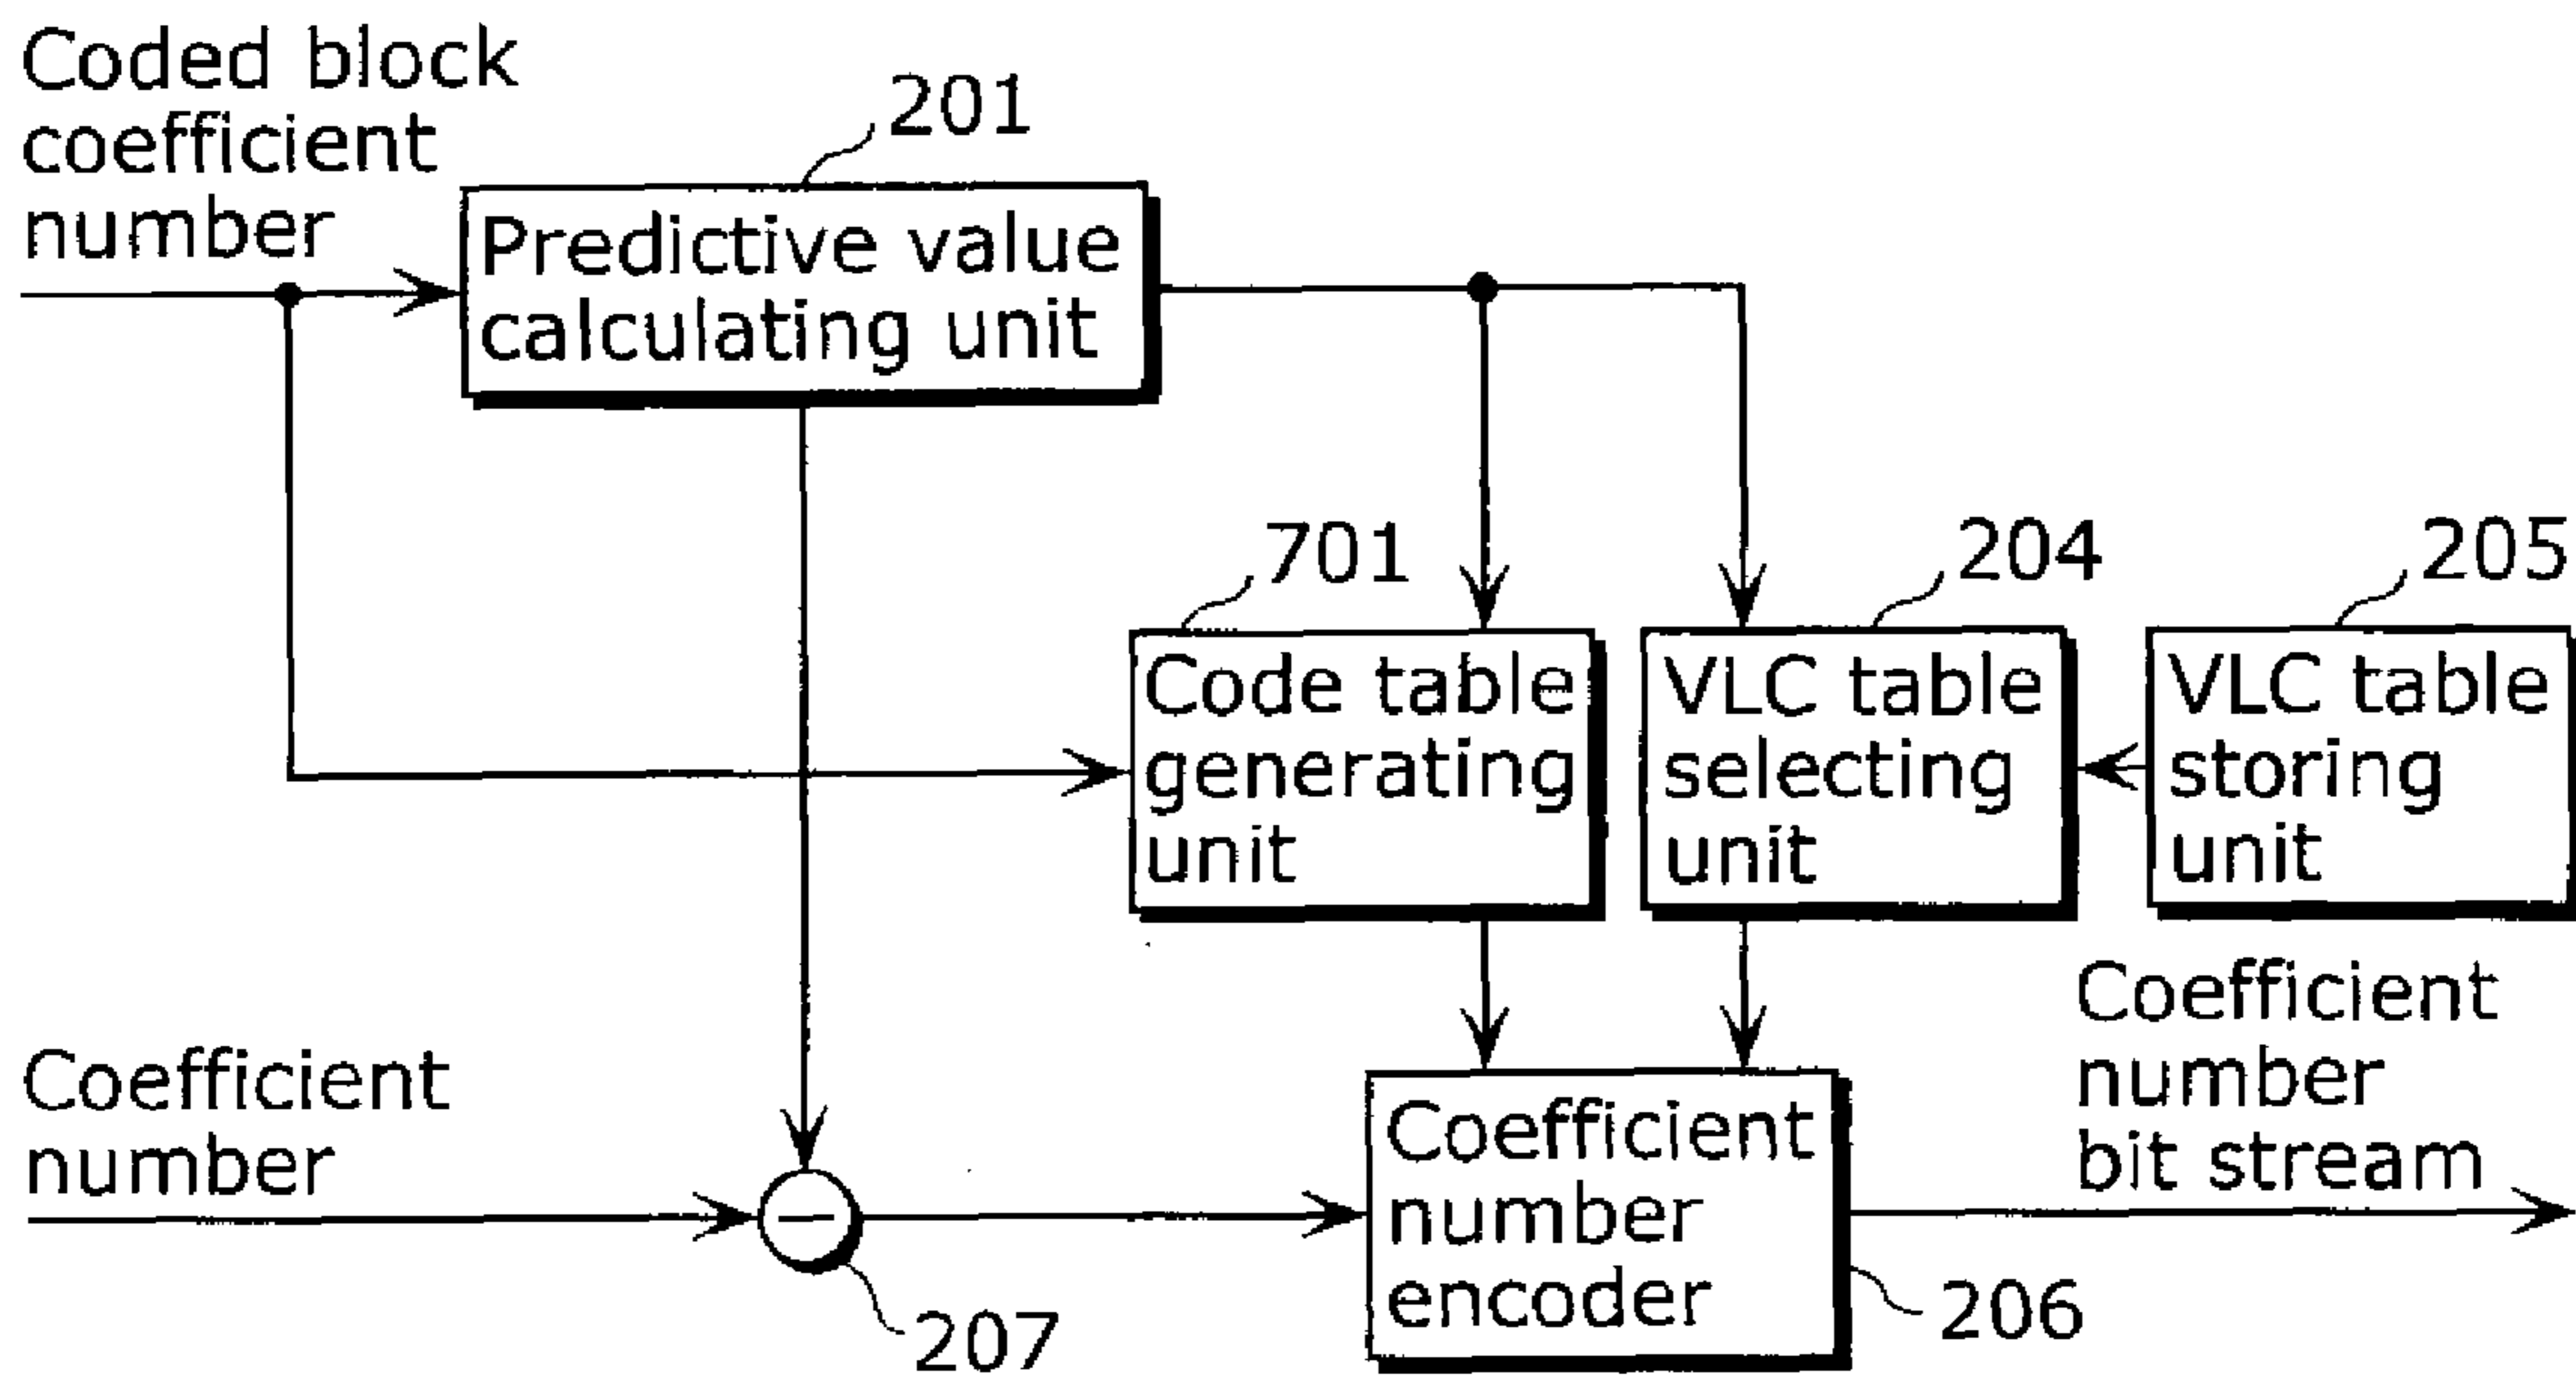 Coded block
coefficient
number
201
Predictive value
calculating unit
701
204
205
Code table
generating
unit
VLC table
selecting
unit
VLC table
storing
unit
Coefficient
number
Coefficient
number
encoder
Coefficient
number
bit stream
207
206